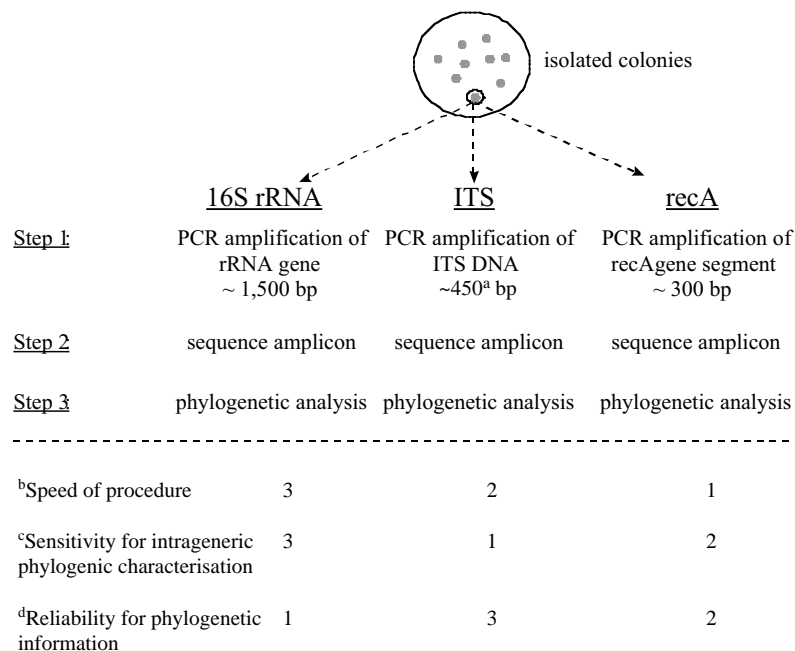 isolated colonies
16S rRNA ITS recA
Step 1: PCR amplification of PCR amplification of PCR amplification of
rRNA gene ITS DNA recAgene segment
~ 1,500 bp ~450ᵃ bp ~ 300 bp
Step 2: sequence amplicon sequence amplicon sequence amplicon
Step 3: phylogenetic analysis phylogenetic analysis phylogenetic analysis
ᵇSpeed of procedure 3 2 1
ᶜSensitivity for intrageneric 3 1 2
phylogenic characterisation
ᵈReliability for phylogenetic 1 3 2
information